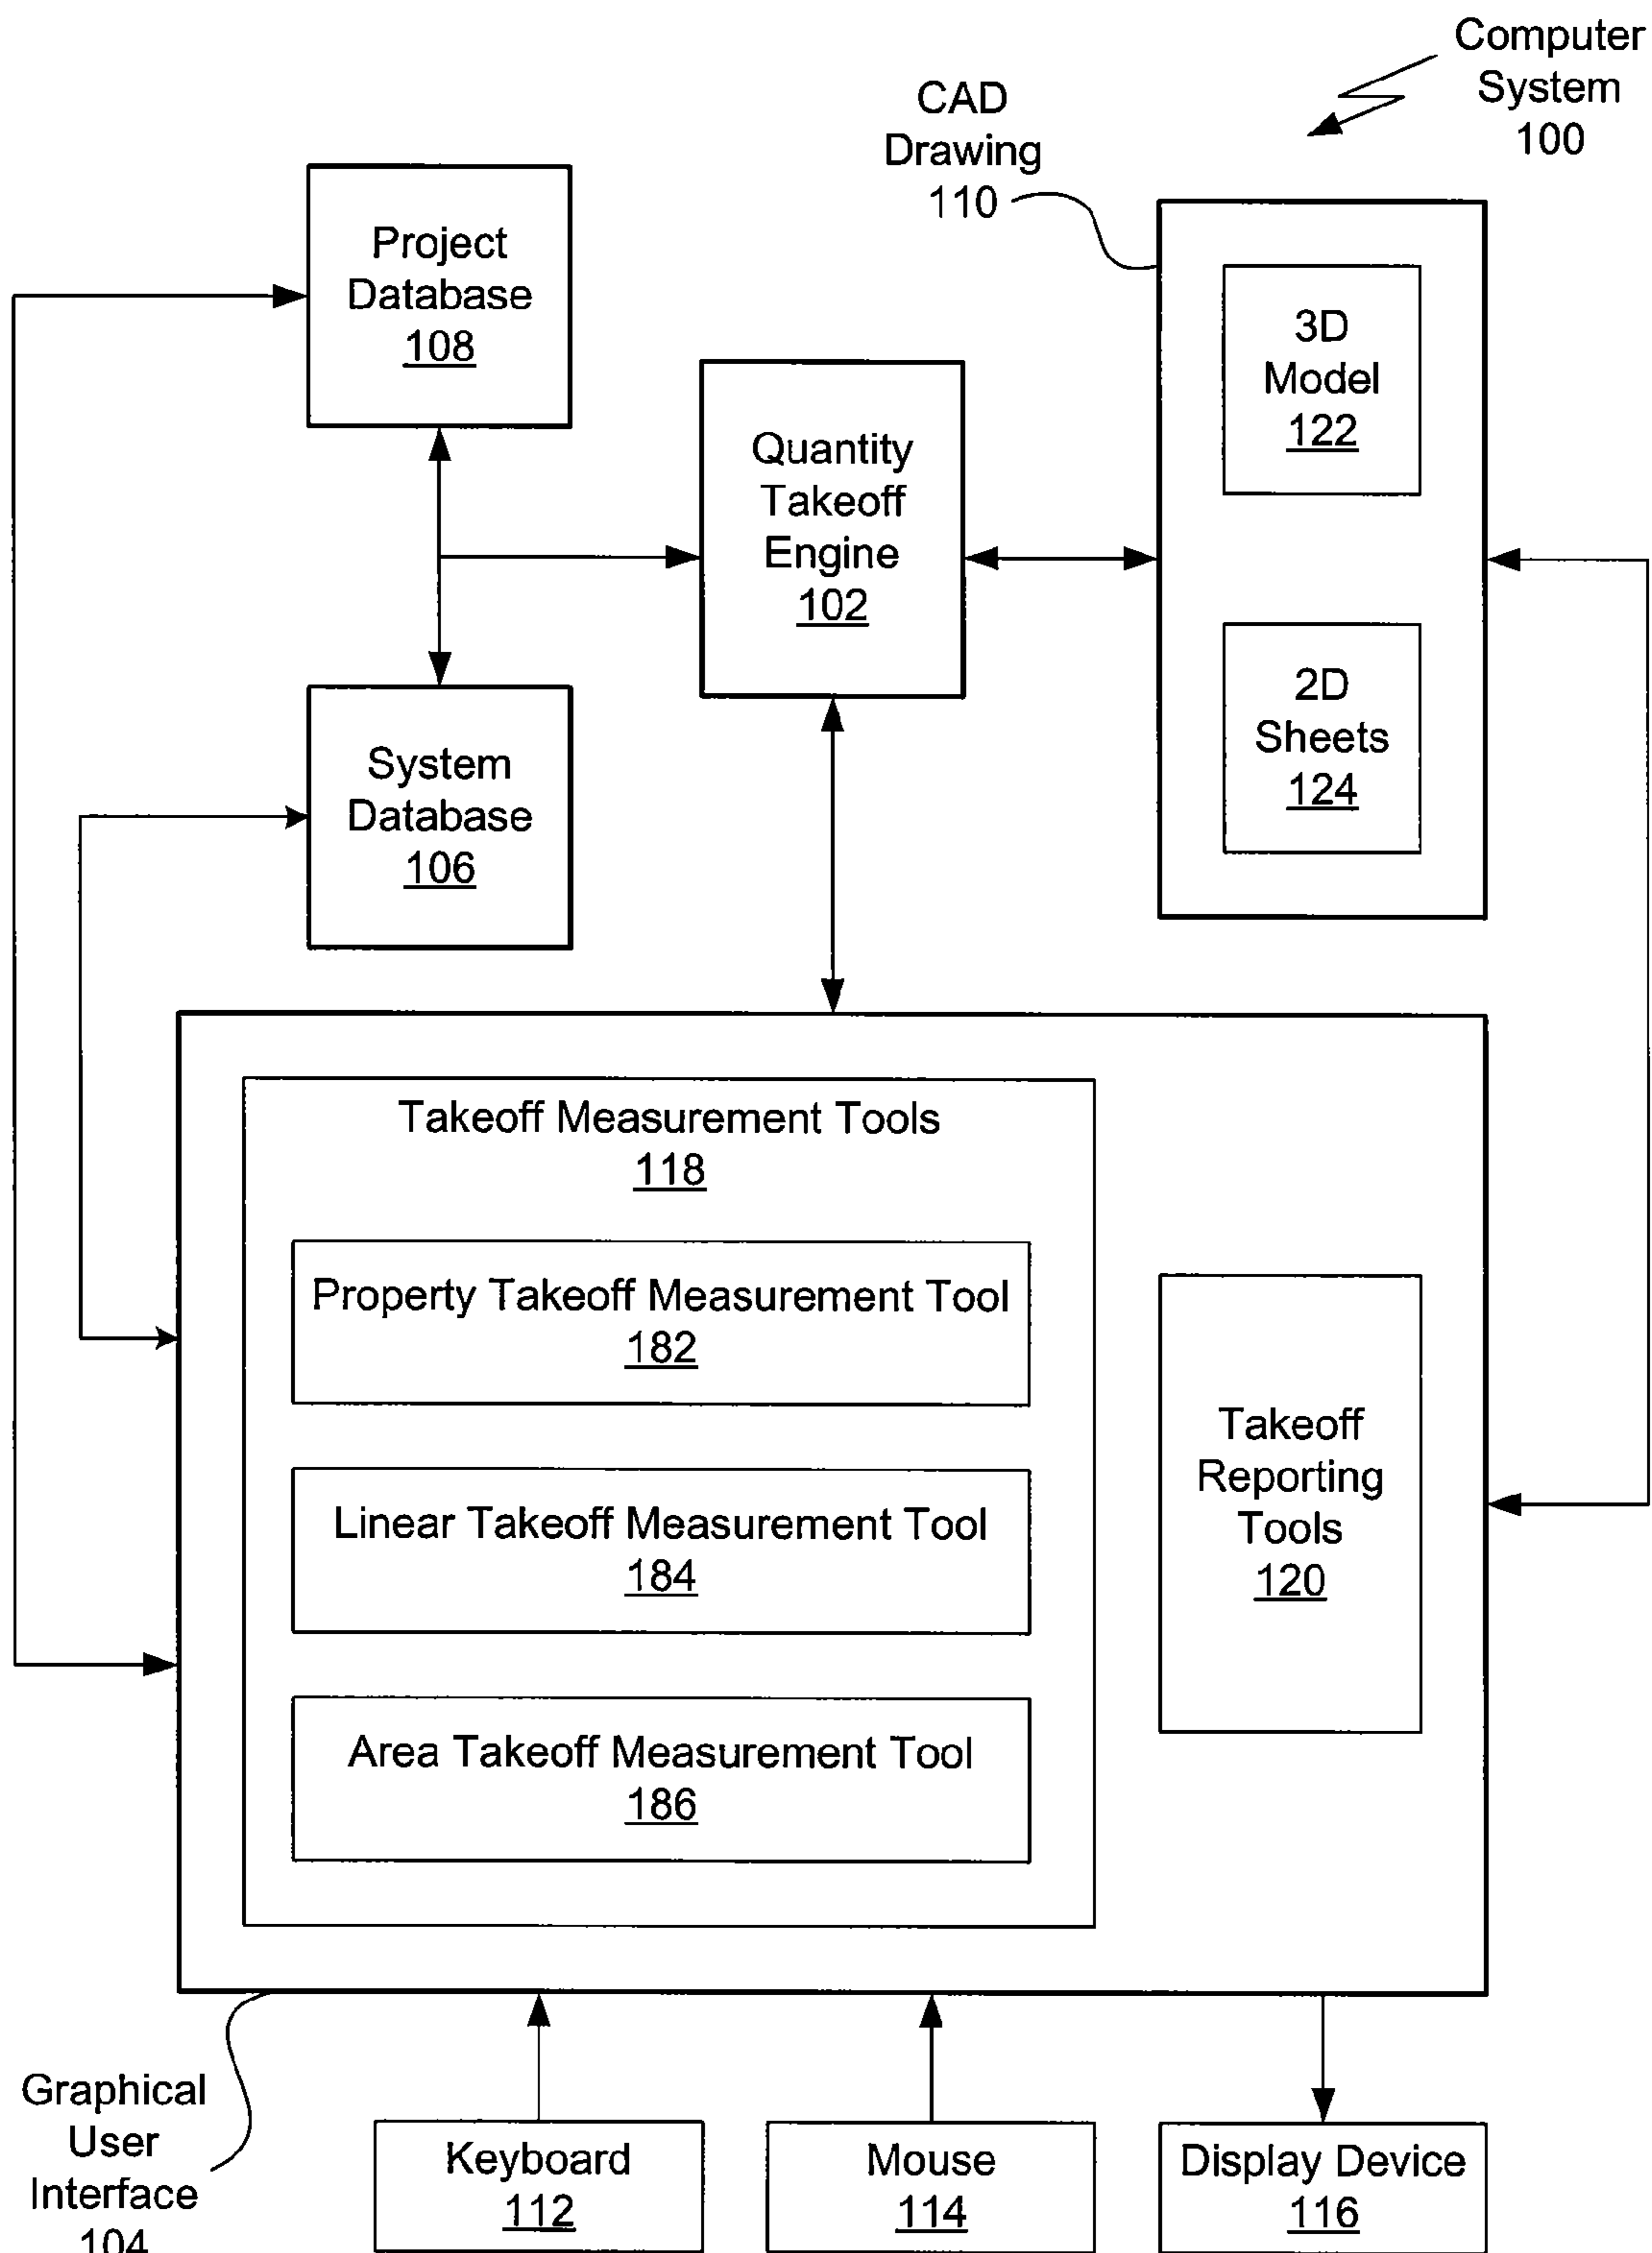 Computer
System
100
CAD
Drawing
110
Project
Database
108
3D
Model
122
Quantity
Takeoff
Engine
102
2D
Sheets
124
System
Database
106
Takeoff Measurement Tools
118
Property Takeoff Measurement Tool
182
Linear Takeoff Measurement Tool
184
Area Takeoff Measurement Tool
186
Takeoff
Reporting
Tools
120
Graphical
User
Interface
104
Keyboard
112
Mouse
114
Display Device
116